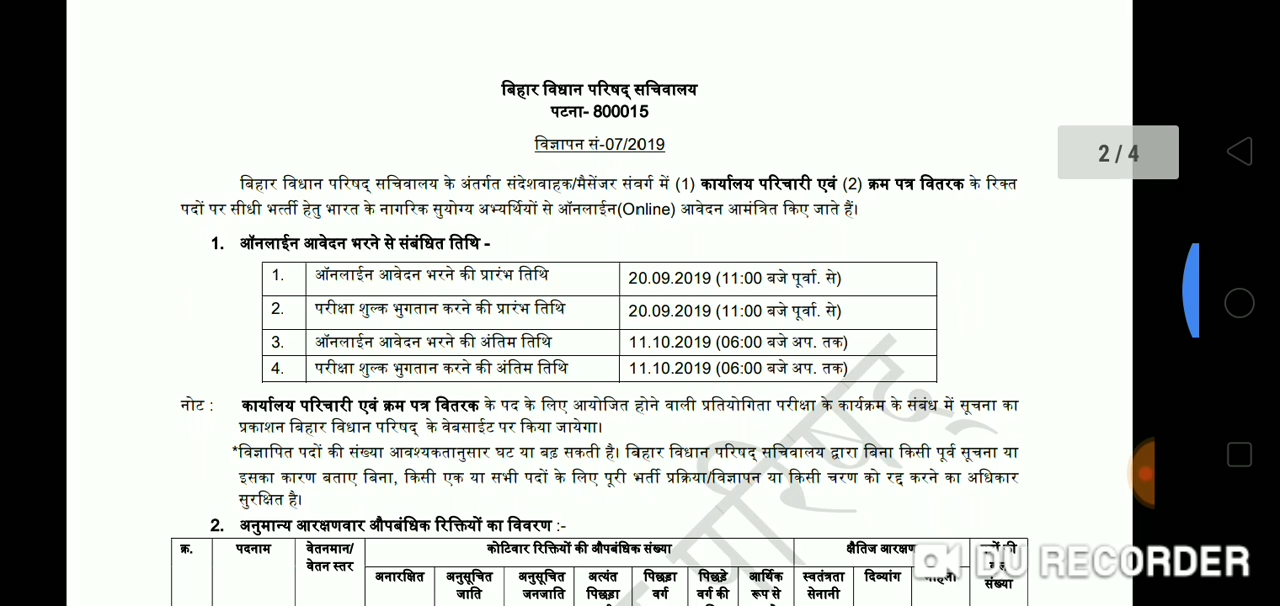 बिहार विधान परिषद् सचिवालय
पटना- 800015
विज्ञापन सं-07/2019
2 / 4
बिहार विधान परिषद् सचिवालय के अंतर्गत संदेशवाहक/मैसेंजर संवर्ग में (1) कार्यालय परिचारी एवं (2) क्रम पत्र वितरक के रिक्त
पदों पर सीधी भर्त्ती हेतु भारत के नागरिक सुयोग्य अभ्यर्थियों से ऑनलाईन(Online) आवेदन आमंत्रित किए जाते हैं।
1. ऑनलाईन आवेदन भरने से संबंधित तिथि -
1. ऑनलाईन आवेदन भरने की प्रारंभ तिथि 20.09.2019 (11:00 बजे पूर्वा. से)
2. परीक्षा शुल्क भुगतान करने की प्रारंभ तिथि 20.09.2019 (11:00 बजे पूर्वा. से)
3. ऑनलाईन आवेदन भरने की अंतिम तिथि 11.10.2019 (06:00 बजे अप. तक)
4. परीक्षा शुल्क भुगतान करने की अंतिम तिथि 11.10.2019 (06:00 बजे अप. तक)
नोट : कार्यालय परिचारी एवं क्रम पत्र वितरक के पद के लिए आयोजित होने वाली प्रतियोगिता परीक्षा के कार्यक्रम के संबंध में सूचना का
प्रकाशन बिहार विधान परिषद् के वेबसाईट पर किया जायेगा।
*विज्ञापित पदों की संख्या आवश्यकतानुसार घट या बढ़ सकती है। बिहार विधान परिषद् सचिवालय द्वारा बिना किसी पूर्व सूचना या
इसका कारण बताए बिना, किसी एक या सभी पदों के लिए पूरी भर्ती प्रक्रिया/विज्ञापन या किसी चरण को रद्द करने का अधिकार
सुरक्षित है।
2. अनुमान्य आरक्षणवार औपबंधिक रिक्तियों का विवरण :-
क्र. पदनाम वेतनमान/ कोटिवार रिक्तियों की औपबंधिक संख्या क्षैतिज आरक्षण
वेतन स्तर
अनारक्षित अनुसूचित अनुसूचित अत्यंत पिछड़ा पिछड़े आर्थिक स्वतंत्रता दिव्यांग
जाति जनजाति पिछड़ा वर्ग वर्ग की रूप से सेनानी संख्या
परिषद्
DU RECORDER